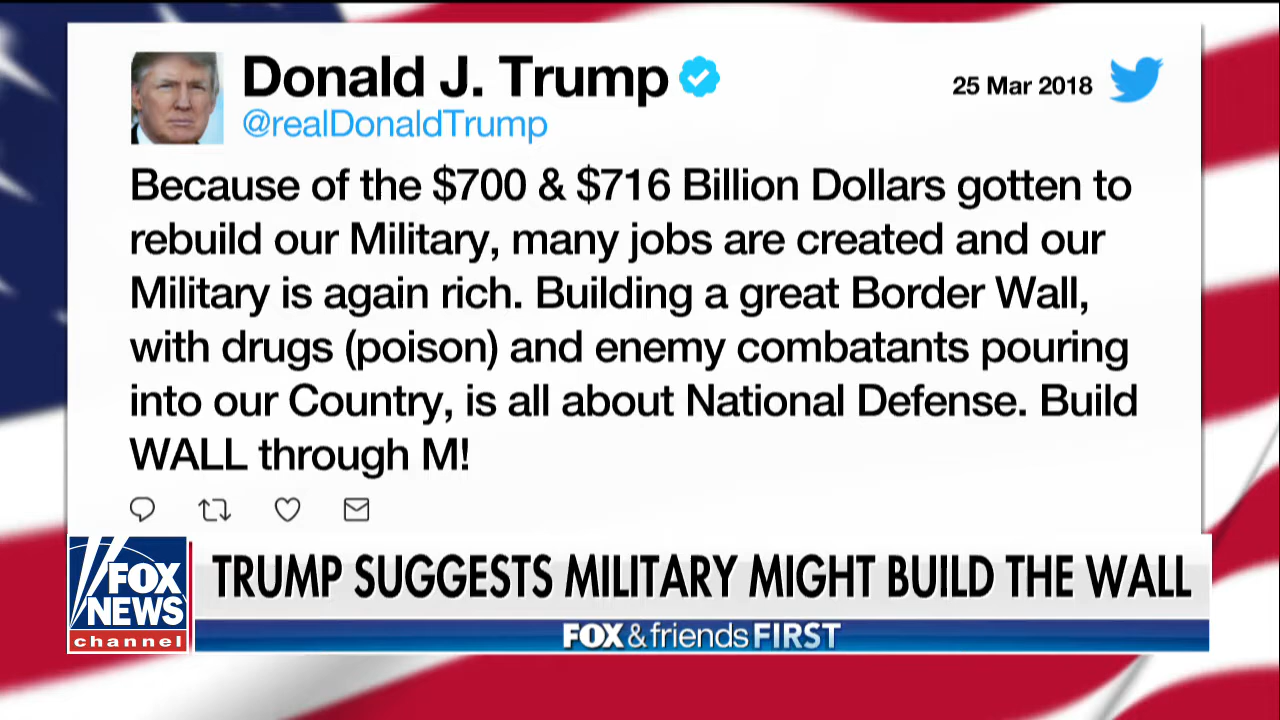 Donald J. Trump
25 Mar 2018
@realDonaldTrump
Because of the $700 & $716 Billion Dollars gotten to
rebuild our Military, many jobs are created and our
Military is again rich. Building a great Border Wall,
with drugs (poison) and enemy combatants pouring
into our Country, is all about National Defense. Build
WALL through M!
FOX
NEWS
channel
TRUMP SUGGESTS MILITARY MIGHT BUILD THE WALL
FOX & friends FIRST